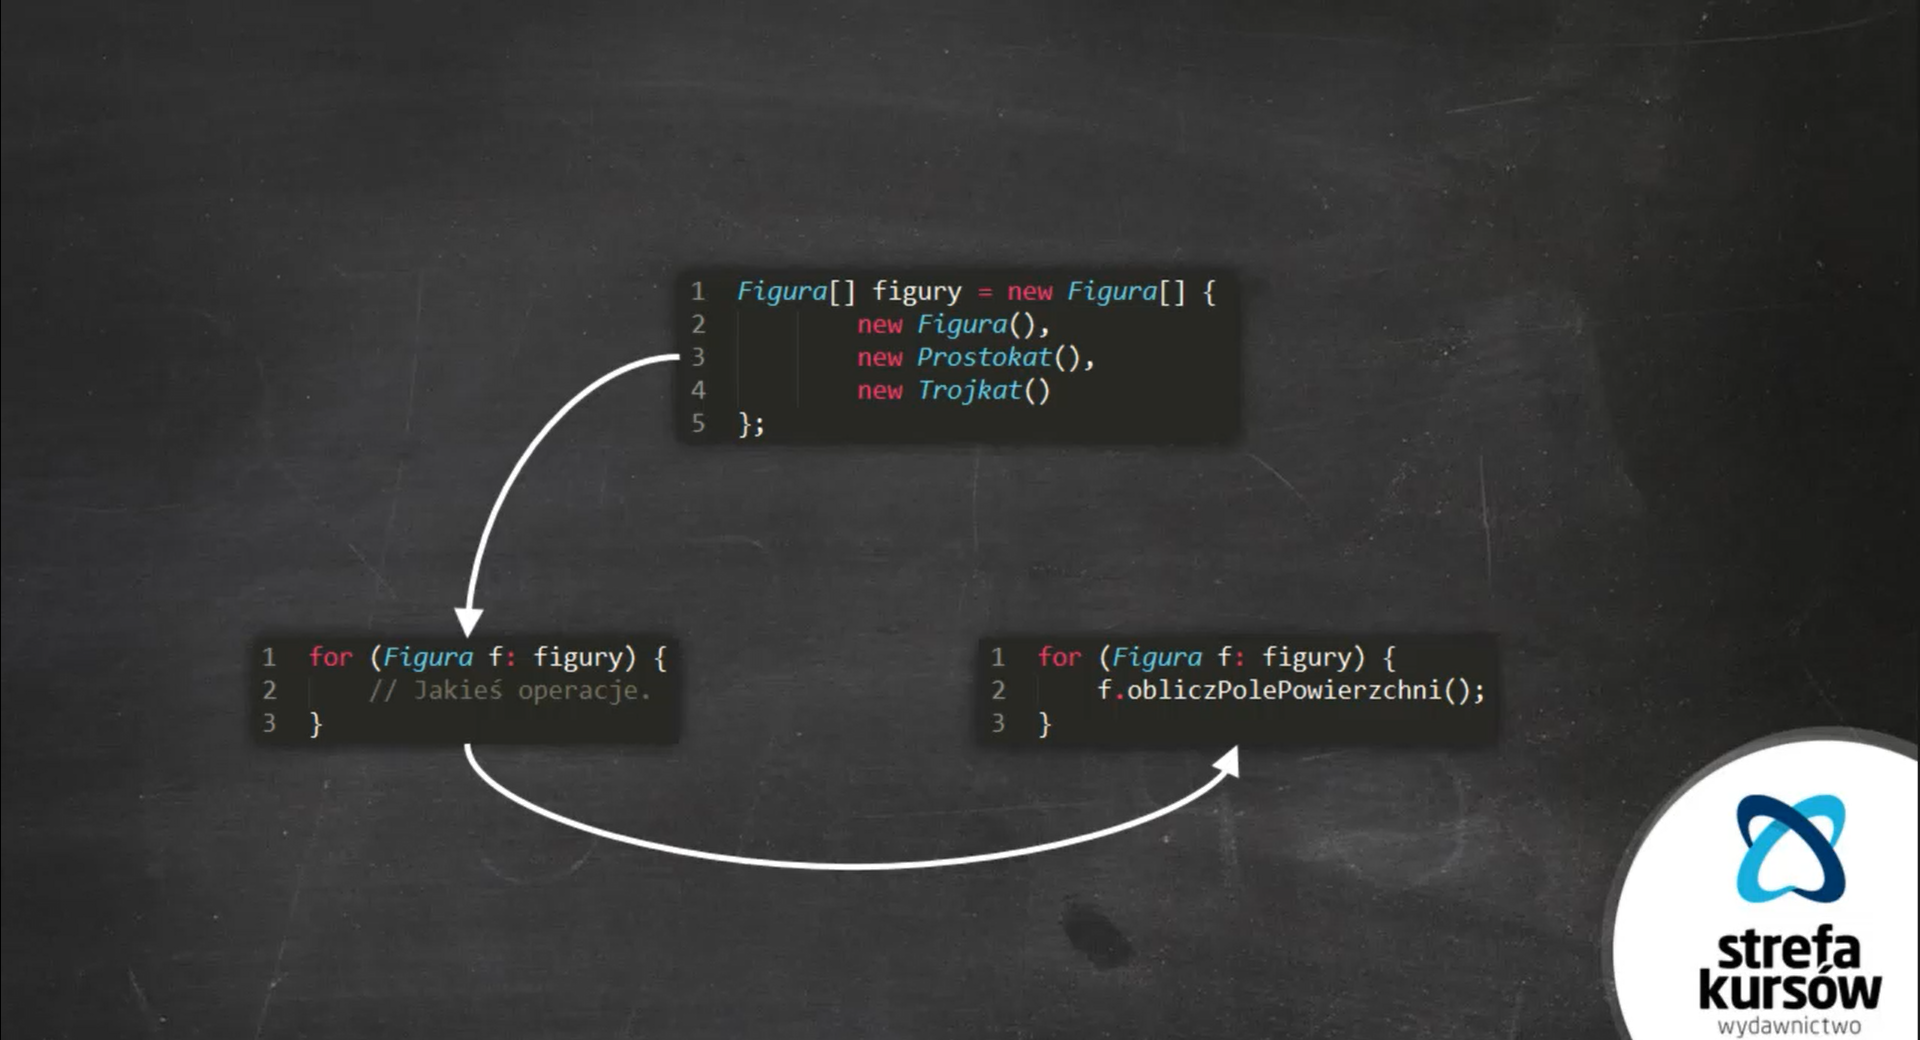 1 Figura[] figury = new Figura[] {
2 new Figura(),
3 new Prostokat(),
4 new Trojkat()
5 };
1 for (Figura f: figury) {
2 // Jakieś operacje.
3 }
1 for (Figura f: figury) {
2 f.obliczPolePowierzchni();
3 }
strefa
kursów
wydawnictwo